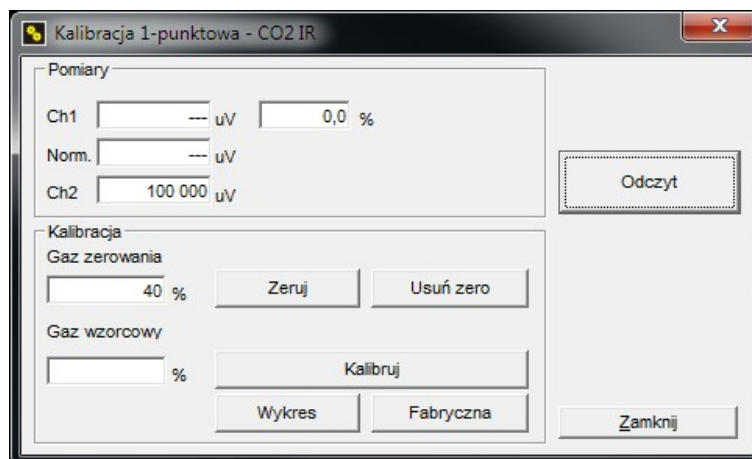 Kalibracja 1-punktowa - CO2 IR
Pomiary
Ch1 --- uV 0,0 %
Norm. --- uV
Ch2 100 000 uV
Odczyt
Kalibracja
Gaz zerowania
40 % Zeruj Usuń zero
Gaz wzorcowy
% Kalibruj
Wykres Fabryczna
Zamknij